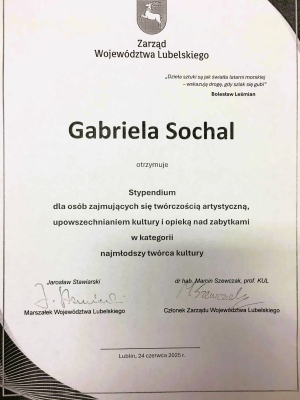 Zarząd
Województwa Lubelskiego
„Dzieła sztuki są jak światła latarni morskiej
– wskazują drogę, gdy szlak się gubi"
Bolesław Leśmian
Gabriela Sochal
otrzymuje
Stypendium
dla osób zajmujących się twórczością artystyczną,
upowszechnianiem kultury i opieką nad zabytkami
w kategorii
najmłodszy twórca kultury
Jarosław Stawiarski
dr hab. Marcin Szewczak, prof. KUL
Marszałek Województwa Lubelskiego
Członek Zarządu Województwa Lubelskiego
Lublin, 24 czerwca 2025 r.